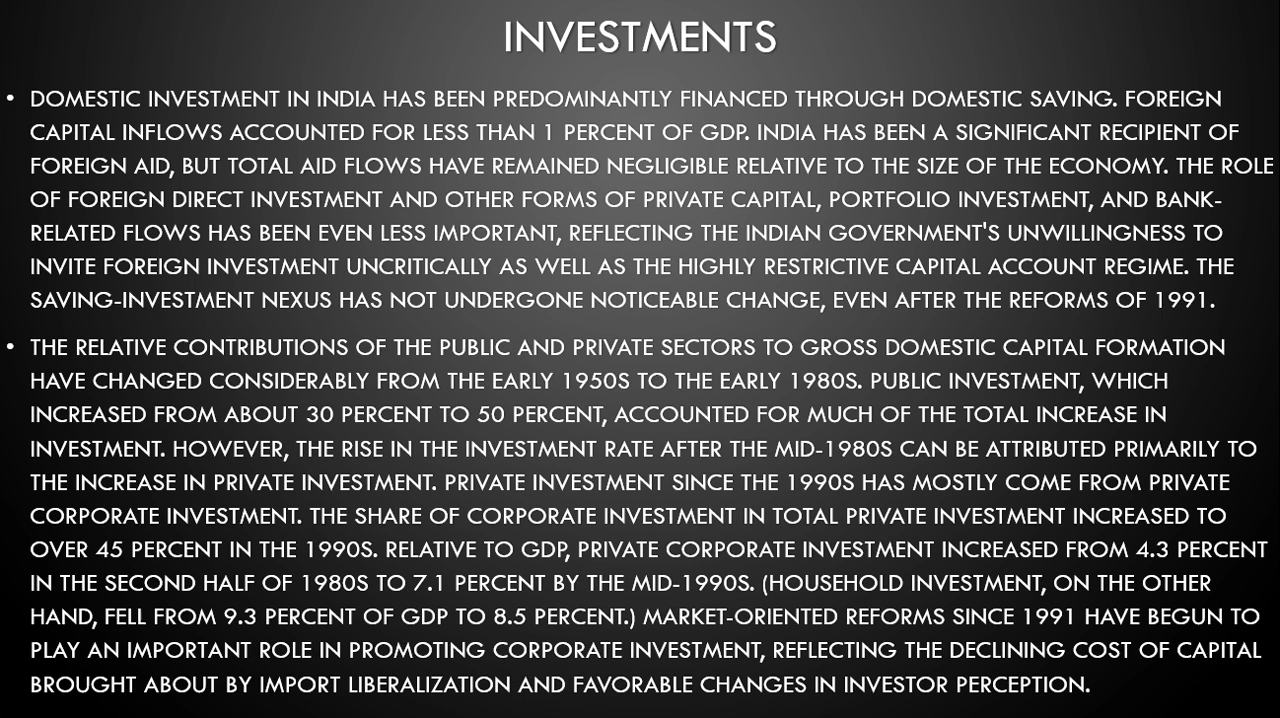 INVESTMENTS
• DOMESTIC INVESTMENT IN INDIA HAS BEEN PREDOMINANTLY FINANCED THROUGH DOMESTIC SAVING. FOREIGN
CAPITAL INFLOWS ACCOUNTED FOR LESS THAN 1 PERCENT OF GDP. INDIA HAS BEEN A SIGNIFICANT RECIPIENT OF
FOREIGN AID, BUT TOTAL AID FLOWS HAVE REMAINED NEGLIGIBLE RELATIVE TO THE SIZE OF THE ECONOMY. THE ROLE
OF FOREIGN DIRECT INVESTMENT AND OTHER FORMS OF PRIVATE CAPITAL, PORTFOLIO INVESTMENT, AND BANK-
RELATED FLOWS HAS BEEN EVEN LESS IMPORTANT, REFLECTING THE INDIAN GOVERNMENT'S UNWILLINGNESS TO
INVITE FOREIGN INVESTMENT UNCRITICALLY AS WELL AS THE HIGHLY RESTRICTIVE CAPITAL ACCOUNT REGIME. THE
SAVING-INVESTMENT NEXUS HAS NOT UNDERGONE NOTICEABLE CHANGE, EVEN AFTER THE REFORMS OF 1991.
• THE RELATIVE CONTRIBUTIONS OF THE PUBLIC AND PRIVATE SECTORS TO GROSS DOMESTIC CAPITAL FORMATION
HAVE CHANGED CONSIDERABLY FROM THE EARLY 1950S TO THE EARLY 1980S. PUBLIC INVESTMENT, WHICH
INCREASED FROM ABOUT 30 PERCENT TO 50 PERCENT, ACCOUNTED FOR MUCH OF THE TOTAL INCREASE IN
INVESTMENT. HOWEVER, THE RISE IN THE INVESTMENT RATE AFTER THE MID-1980S CAN BE ATTRIBUTED PRIMARILY TO
THE INCREASE IN PRIVATE INVESTMENT. PRIVATE INVESTMENT SINCE THE 1990S HAS MOSTLY COME FROM PRIVATE
CORPORATE INVESTMENT. THE SHARE OF CORPORATE INVESTMENT IN TOTAL PRIVATE INVESTMENT INCREASED TO
OVER 45 PERCENT IN THE 1990S. RELATIVE TO GDP, PRIVATE CORPORATE INVESTMENT INCREASED FROM 4.3 PERCENT
IN THE SECOND HALF OF 1980S TO 7.1 PERCENT BY THE MID-1990S. (HOUSEHOLD INVESTMENT, ON THE OTHER
HAND, FELL FROM 9.3 PERCENT OF GDP TO 8.5 PERCENT.) MARKET-ORIENTED REFORMS SINCE 1991 HAVE BEGUN TO
PLAY AN IMPORTANT ROLE IN PROMOTING CORPORATE INVESTMENT, REFLECTING THE DECLINING COST OF CAPITAL
BROUGHT ABOUT BY IMPORT LIBERALIZATION AND FAVORABLE CHANGES IN INVESTOR PERCEPTION.